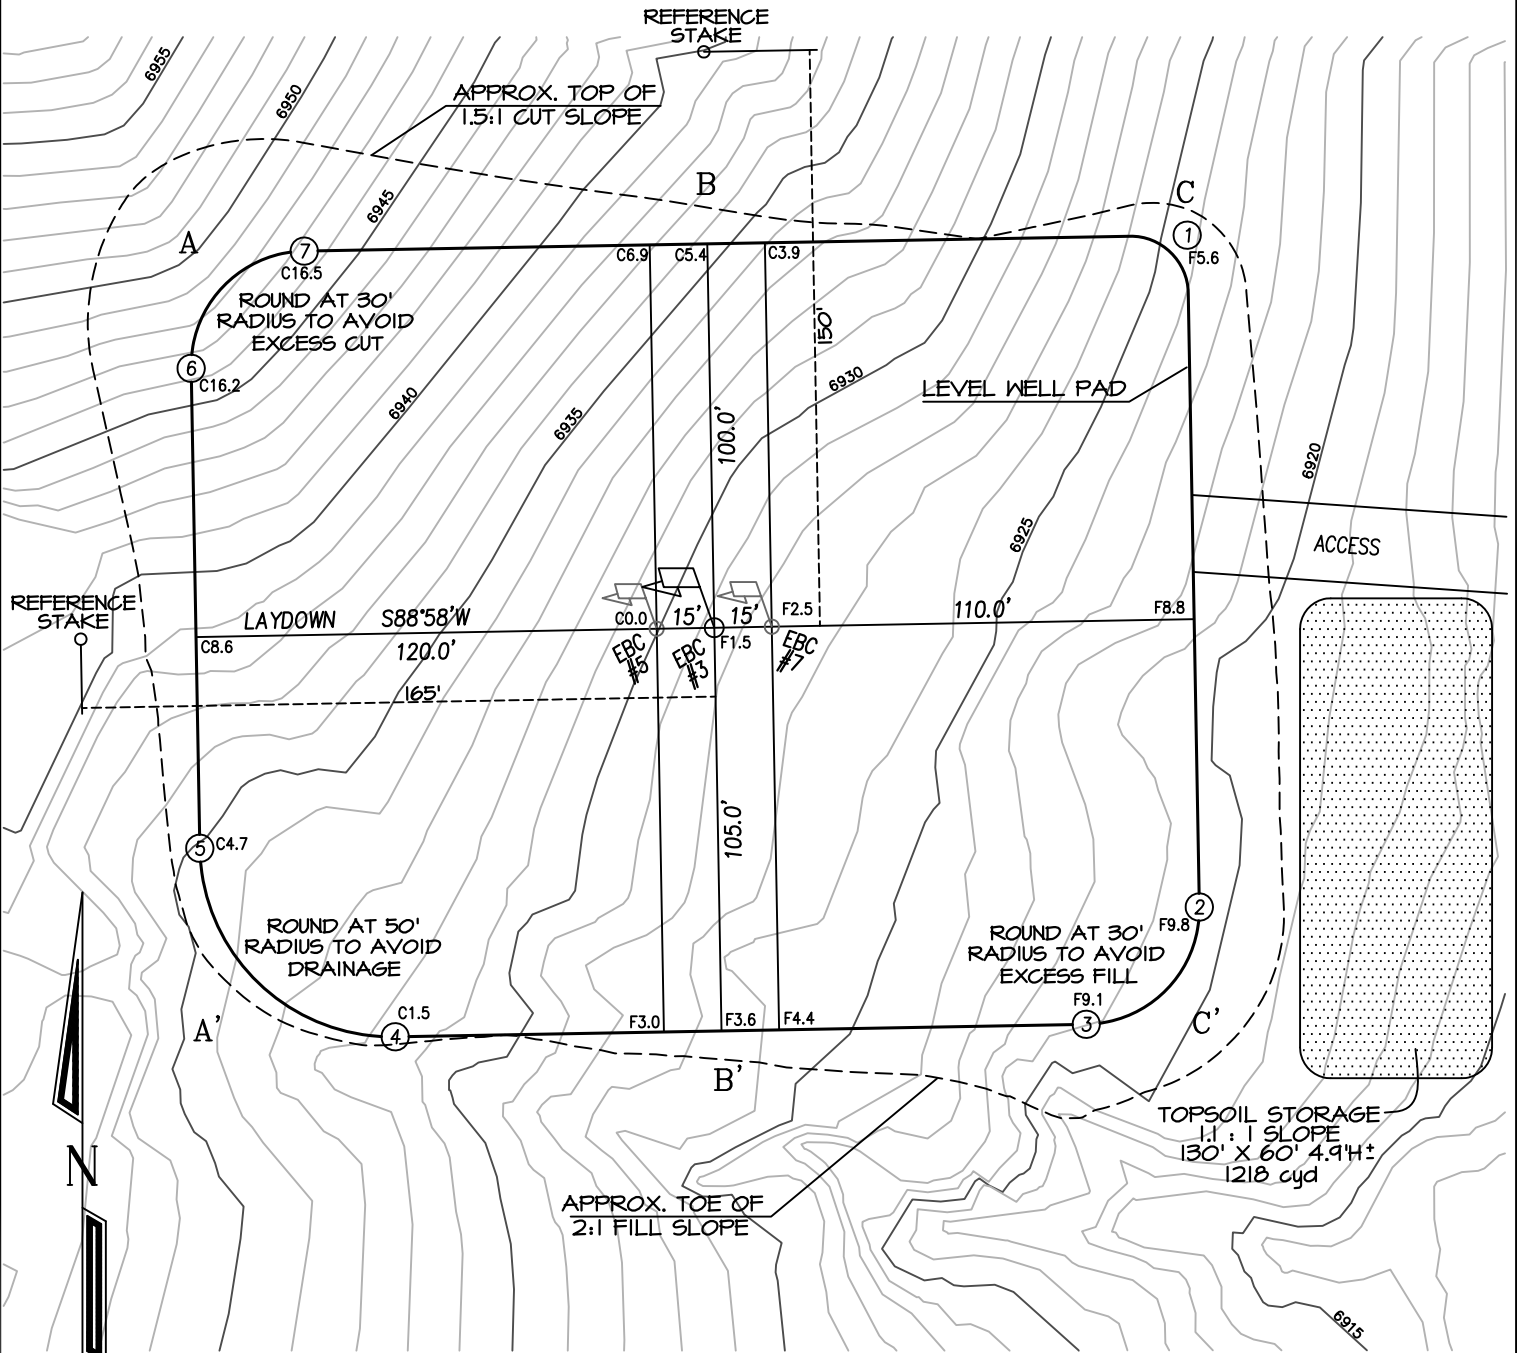 REFERENCE
STAKE
6955
6950
APPROX. TOP OF
1.5:1 CUT SLOPE
6945
B
C
A
7
C16.5
C6.9
C5.4
C3.9
1
F5.6
ROUND AT 30'
RADIUS TO AVOID
EXCESS CUT
150'
6
C16.2
6940
6935
6930
LEVEL WELL PAD
100.0'
6920
6925
ACCESS
REFERENCE
STAKE
LAYDOWN S88°58'W
C0.0
15'
15'
F2.5
110.0'
F8.8
C8.6
120.0'
EBC
#5
EBC
#3
F1.5
EBC
#7
165'
105.0'
5
C4.7
2
F9.8
ROUND AT 50'
RADIUS TO AVOID
DRAINAGE
ROUND AT 30'
RADIUS TO AVOID
EXCESS FILL
F9.1
C1.5
A'
4
F3.0
F3.6
F4.4
3
C'
B'
TOPSOIL STORAGE
1.1 : 1 SLOPE
130' X 60' 4.9'H±
1218 cyd
N
APPROX. TOE OF
2:1 FILL SLOPE
6915